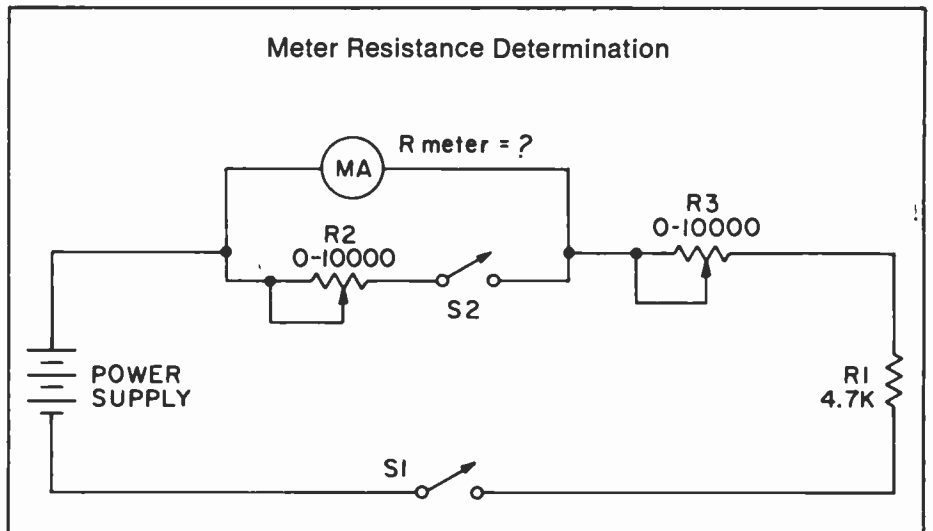 Meter Resistance Determination
R meter = ?
MA
R2
0-10000
R3
0-10000
S2
POWER
SUPPLY
R1
4.7K
S1